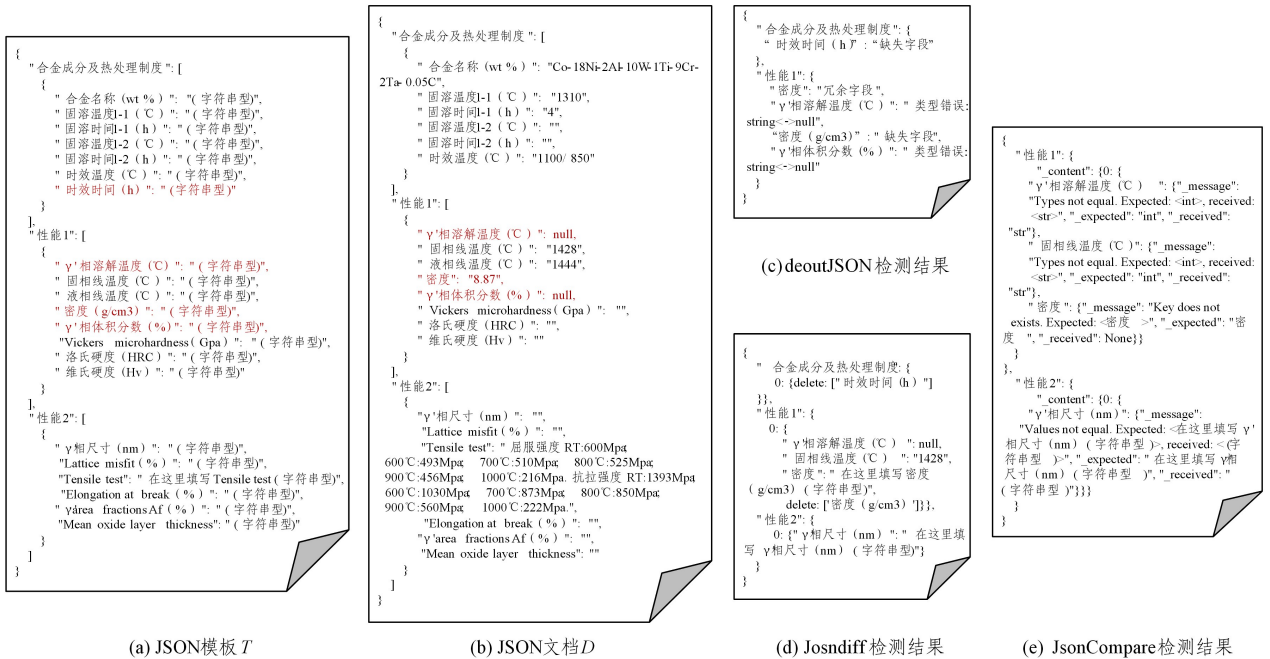 {
"合金成分及热处理制度": [
{
" 合金名称 (wt %) ": "( 字符串型)",
" 固溶温度1-1 ( ℃) ": " ( 字符串型)",
" 固溶时间1-1 ( h ) ": " ( 字符串型)",
" 固溶温度1-2 ( ℃) ": " ( 字符串型)",
" 固溶时间1-2 ( h ) ": " ( 字符串型)",
" 时效温度 ( ℃) ": " ( 字符串型)",
" 时效时间 (h) ": " (字符串型)"
}
],
"性能1": [
{
" γ'相溶解温度 (℃) ": " ( 字符串型)",
" 固相线温度 (℃) ": " ( 字符串型)",
" 液相线温度 (℃) ": " ( 字符串型)",
" 密度 ( g/cm3) ": " ( 字符串型)",
" γ'相体积分数 (%)": " ( 字符串型)",
"Vickers microhardness( Gpa ) ": " ( 字符串型)",
" 洛氏硬度 (HRC) ": " ( 字符串型)",
" 维氏硬度 (Hv) ": " ( 字符串型)"
}
],
"性能2": [
{
" γ'相尺寸 ( nm) ": " ( 字符串型)",
"Lattice misfit ( % ) ": " ( 字符串型)",
"Tensile test": " 在这里填写Tensile test ( 字符串型)",
"Elongation at break ( % ) ": " ( 字符串型)",
" γ'area fractions Af ( % ) ": " ( 字符串型)",
"Mean oxide layer thickness": " ( 字符串型)"
}
]
}
(a) JSON模板T
{
"合金成分及热处理制度": [
{
" 合金名称 (wt %) ": "Co-18Ni-2Al-10W-1Ti-9Cr-
2Ta-0.05C",
" 固溶温度1-1 ( ℃) ": "1310",
" 固溶时间1-1 ( h ) ": "4",
" 固溶温度1-2 ( ℃) ": "",
" 固溶时间1-2 ( h ) ": "",
" 时效温度 ( ℃) ": "1100/ 850"
}
],
"性能1": [
{
" γ'相溶解温度 (℃ ) ": null,
" 固相线温度 (℃ ) ": "1428",
" 液相线温度 (℃ ) ": "1444",
"密度": "8.87",
" γ'相体积分数 (%) ": null,
" Vickers microhardness ( Gpa ) ": "",
" 洛氏硬度 (HRC) ": "",
" 维氏硬度 (Hv) ": ""
}
],
"性能2": [
{
"γ'相尺寸 ( nm) ": "",
"Lattice misfit ( % ) ": "",
"Tensile test": " 屈服强度 RT:600Mpa;
600℃:493Mpa; 700℃:510Mpa; 800℃:525Mpa;
900℃:456Mpa; 1000℃:216Mpa. 抗拉强度 RT:1393Mpa;
600℃:1030Mpa; 700℃:873Mpa; 800℃:850Mpa;
900℃:560Mpa; 1000℃:222Mpa.",
"Elongation at break ( % ) ": "",
"γ'area fractions Af ( % ) ": "",
"Mean oxide layer thickness": ""
}
]
}
(b) JSON文档D
{
" 合金成分及热处理制度": {
“ 时效时间 ( h )” : “缺失字段”
},
"性能1": {
"密度": "冗余字段",
"γ'相溶解温度 ( ℃ ) ": " 类型错误:
string<->null",
“密度 (g/cm3)” : " 缺失字段",
"γ'相体积分数 ( % ) ": " 类型错误:
string<->null"
}
}
(c) deoutJSON检测结果
{
" 合金成分及热处理制度: {
0: {delete: [" 时效时间 (h) "]
}},
"性能1": {
0: {
" γ'相溶解温度 (℃) ": null,
" 固相线温度 (℃) ": "1428",
" 密度": " 在这里填写密度
( g/cm3) ( 字符串型)",
delete: ['密度 ( g/cm3) ']}},
"性能2": {
0: {" γ'相尺寸 (nm) ": " 在这里填
写 γ'相尺寸 (nm) ( 字符串型)"}
}
}
(d) Josndiff 检测结果
{
"性能1": {
"_content": {0: {
"γ'相溶解温度 (℃) ": {"_message":
"Types not equal. Expected: <int>, received:
<str>", "_expected": "int", "_received":
"str"},
" 固相线温度 (℃)": {"_message":
"Types not equal. Expected: <int>, received:
<str>", "_expected": "int", "_received":
"str"},
"密度": {"_message": "Key does not
exists. Expected: <密度 >", "_expected": "密
度 ", "_received": None}}
}
},
"性能2": {
"_content": {0: {
"γ'相尺寸 (nm)": {"_message":
"Values not equal. Expected: <在这里填写 γ'
相尺寸 (nm) ( 字符串型 )>, received: < (字
符串型 )>", "_expected": " 在这里填写 γ'相
尺寸 (nm) ( 字符串型 )", "_received": "
( 字符串型 )"}}}
}
}
(e) JsonCompare检测结果